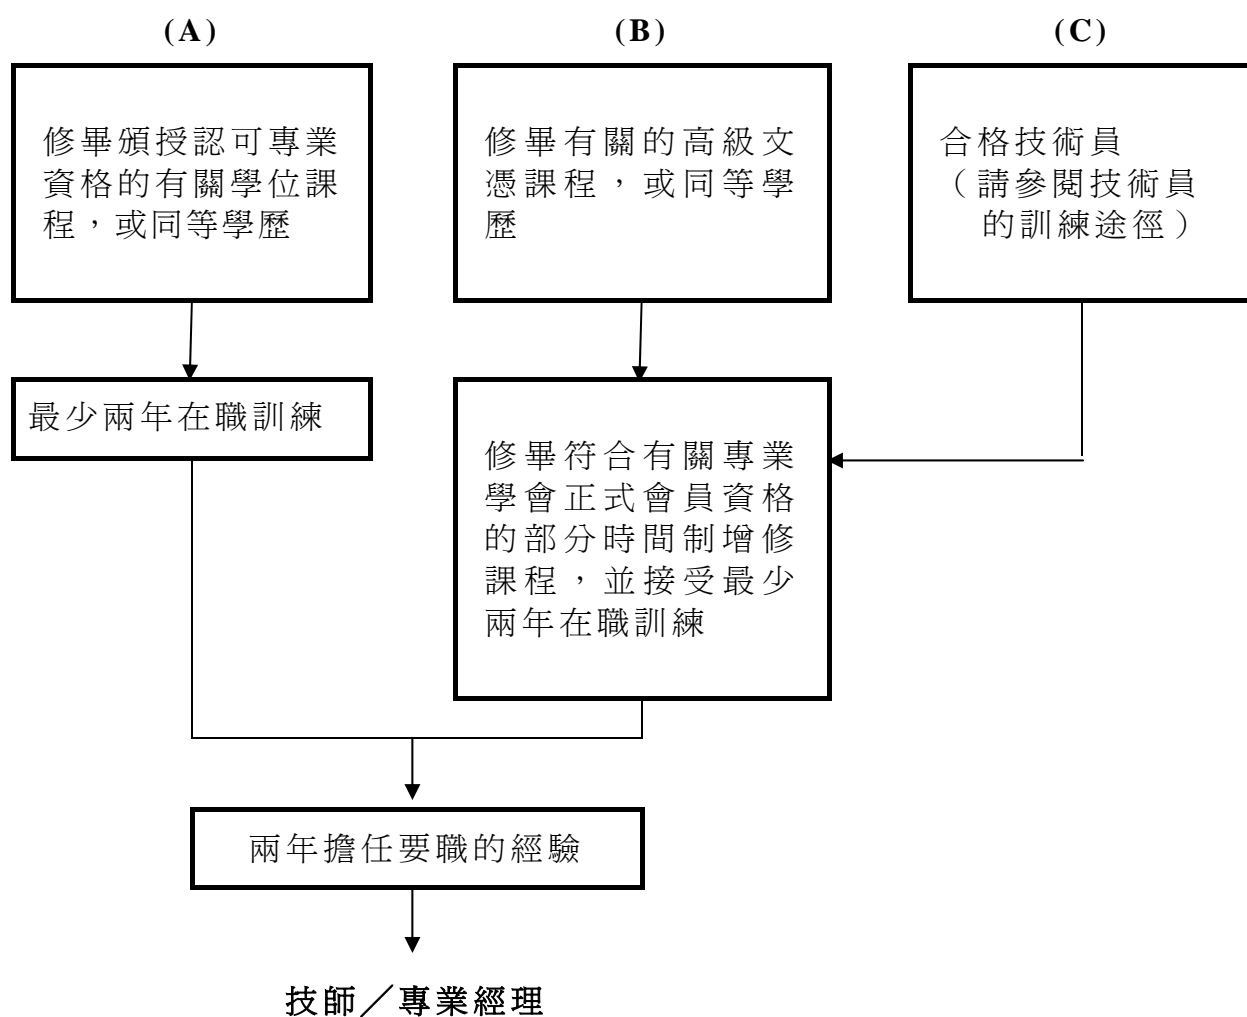 (A)
(B)
(C)
修畢頒授認可專業
資格的有關學位課
程，或同等學歷
修畢有關的高級文
憑課程，或同等學
歷
合格技術員
（請參閱技術員
的訓練途徑）
最少兩年在職訓練
修畢符合有關專業
學會正式會員資格
的部分時間制增修
課程，並接受最少
兩年在職訓練
兩年擔任要職的經驗
技師／專業經理